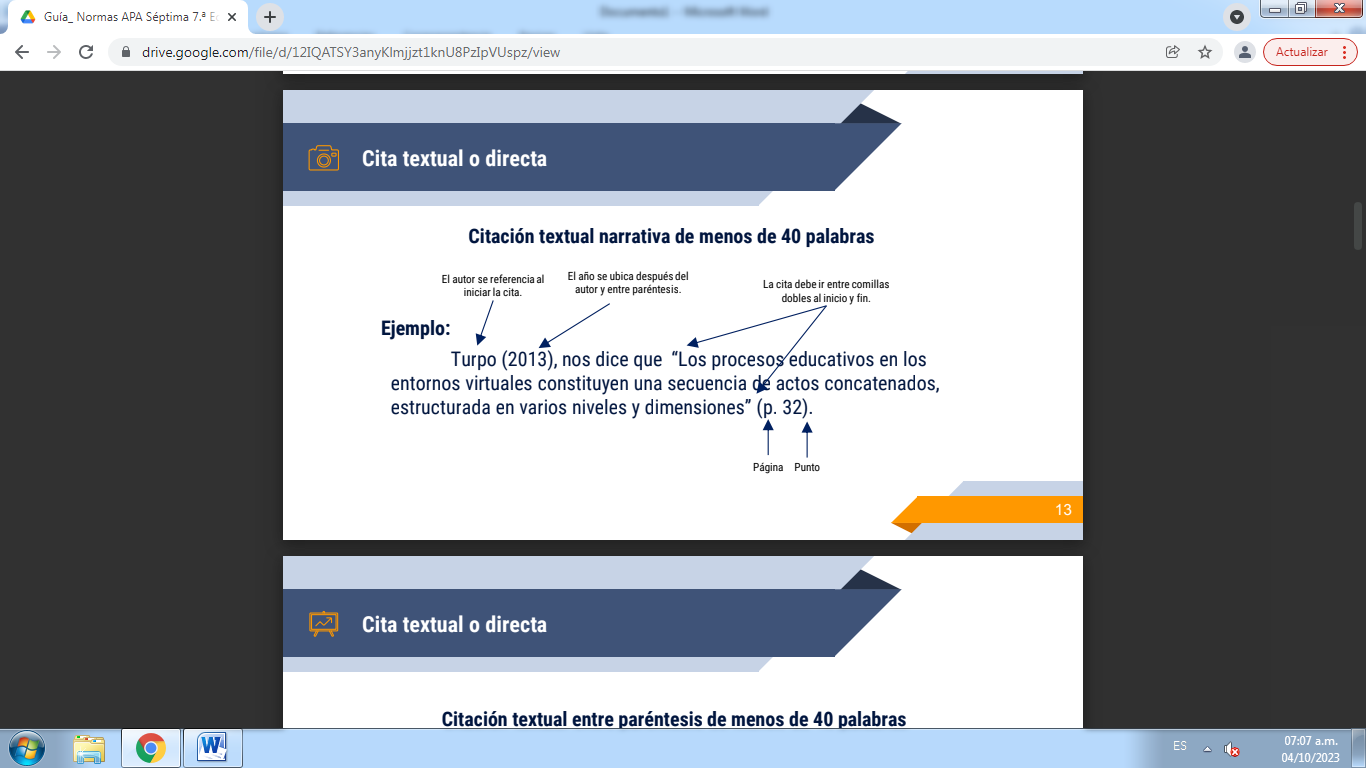 Guía_ Normas APA Séptima 7.ª Ed
drive.google.com/file/d/12IQATSY3anyKlmjjzt1knU8PzIpVUspz/view
Actualizar
Cita textual o directa
Citación textual narrativa de menos de 40 palabras
El autor se referencia al
iniciar la cita.
El año se ubica después del
autor y entre paréntesis.
La cita debe ir entre comillas
dobles al inicio y fin.
Ejemplo:
Turpo (2013), nos dice que “Los procesos educativos en los
entornos virtuales constituyen una secuencia de actos concatenados,
estructurada en varios niveles y dimensiones” (p. 32).
Página Punto
13
Cita textual o directa
Citación textual entre paréntesis de menos de 40 palabras
ES
07:07 a.m.
04/10/2023